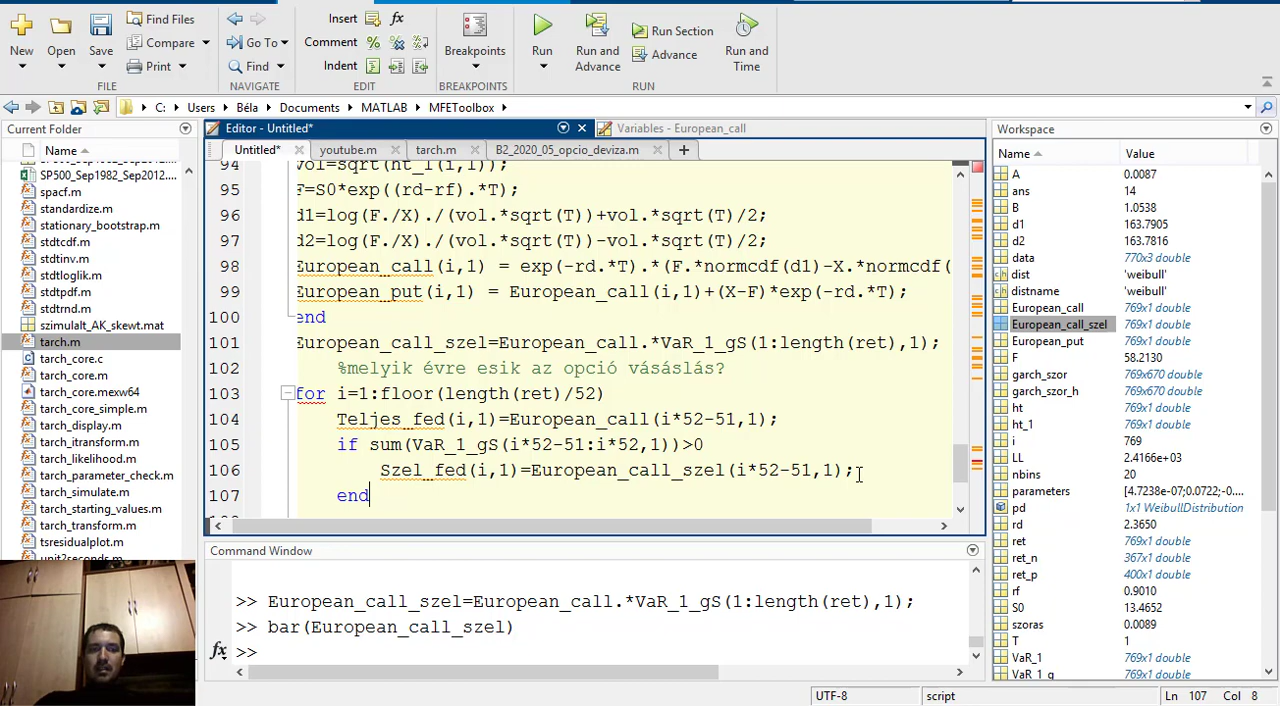 New
Open
Save
Find Files
Compare
Print
FILE
Go To
Find
NAVIGATE
Insert fx
Comment
Indent
EDIT
Breakpoints
BREAKPOINTS
Run
Run and Advance
Run Section
Advance
Run and Time
RUN
C: Users Béla Documents MATLAB MFEToolbox
Current Folder
Name
SP500_Sep1982_Sep2012....
spacf.m
standardize.m
stationary_bootstrap.m
stdtcdf.m
stdtinv.m
stdtloglik.m
stdtpdf.m
stdtrnd.m
szimulalt_AK_skewt.mat
tarch.m
tarch_core.c
tarch_core.m
tarch_core.mexw64
tarch_core_simple.m
tarch_display.m
tarch_itransform.m
tarch_likelihood.m
tarch_parameter_check.m
tarch_simulate.m
tarch_starting_values.m
tarch_transform.m
tsresidualplot.m
unit2seconds.m
Editor - Untitled*
Variables - European_call
Untitled* youtube.m tarch.m B2_2020_05_opcio_deviza.m
94 vol=sqrt(ht_1(i,1));
95 F=S0*exp((rd-rf).*T);
96 d1=log(F./X)./(vol.*sqrt(T))+vol.*sqrt(T)/2;
97 d2=log(F./X)./(vol.*sqrt(T))-vol.*sqrt(T)/2;
98 European_call(i,1) = exp(-rd.*T).*(F.*normcdf(d1)-X.*normcdf(
99 European_put(i,1) = European_call(i,1)+(X-F)*exp(-rd.*T);
100 end
101 European_call_szel=European_call.*VaR_1_gS(1:length(ret),1);
102 %melyik évre esik az opció vásáslás?
103 for i=1:floor(length(ret)/52)
104 Teljes_fed(i,1)=European_call(i*52-51,1);
105 if sum(VaR_1_gS(i*52-51:i*52,1))>0
106 Szel_fed(i,1)=European_call_szel(i*52-51,1);
107 end
Command Window
>> European_call_szel=European_call.*VaR_1_gS(1:length(ret),1);
>> bar(European_call_szel)
fx >>
Workspace
Name Value
A 0.0087
ans 14
B 1.0538
d1 163.7905
d2 163.7816
data 770x3 double
dist 'weibull'
distname 'weibull'
European_call 769x1 double
European_call_szel 769x1 double
European_put 769x1 double
F 58.2130
garch_szor 769x670 double
garch_szor_h 769x670 double
ht 769x1 double
ht_1 769x1 double
i 769
LL 2.4166e+03
nbins 20
parameters [4.7238e-07;0.0722;-0....
pd 1x1 WeibullDistribution
rd 2.3650
ret 769x1 double
ret_n 367x1 double
ret_p 400x1 double
rf 0.9010
S0 13.4652
szoras 0.0089
T 1
VaR_1 769x1 double
VaR_1_g 769x1 double
UTF-8 script Ln 107 Col 8